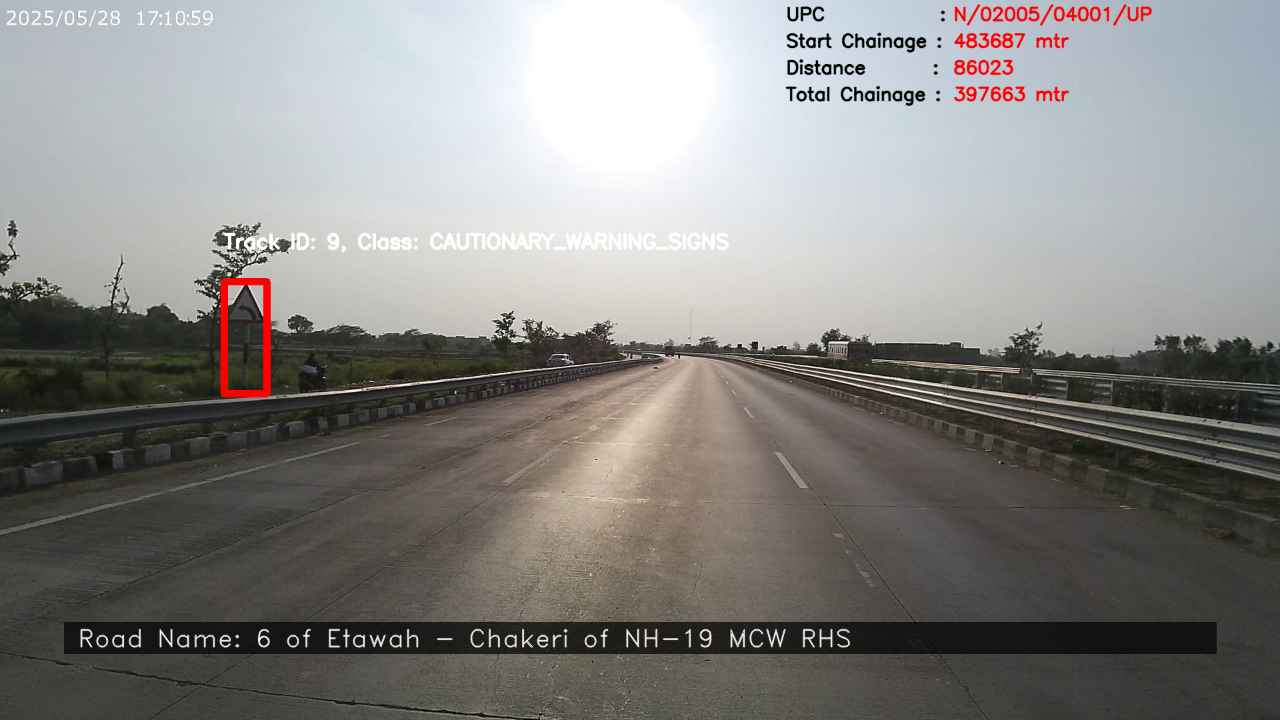 2025/05/28 17:10:59
UPC : N/02005/04001/UP
Start Chainage : 483687 mtr
Distance : 86023
Total Chainage : 397663 mtr
Track ID: 9, Class: CAUTIONARY_WARNING_SIGNS
Road Name: 6 of Etawah - Chakeri of NH-19 MCW RHS